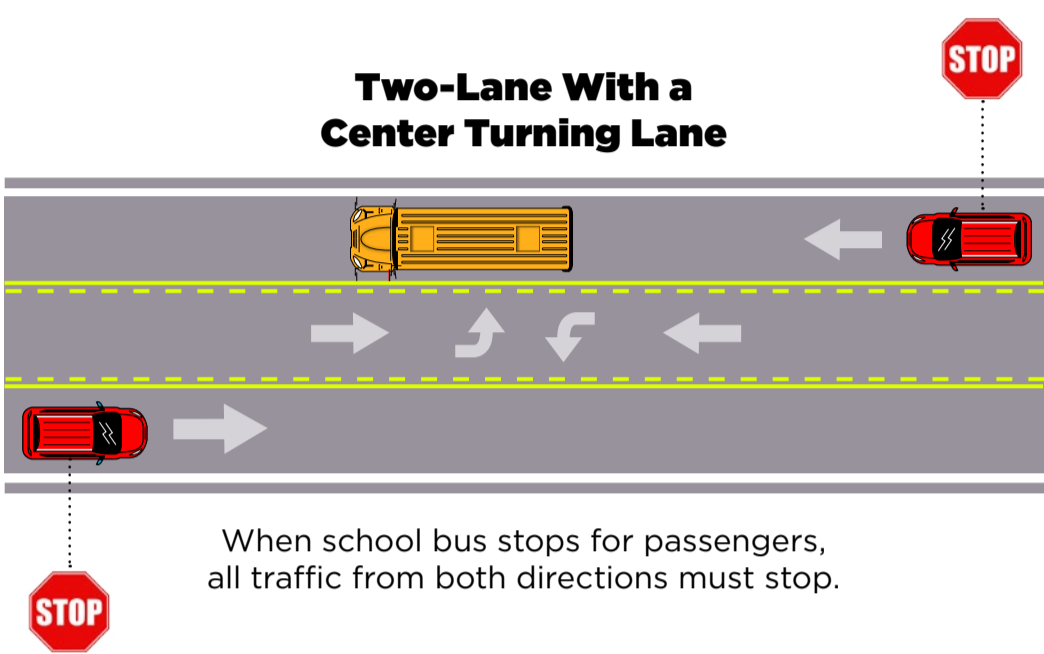 STOP
Two-Lane With a
Center Turning Lane
When school bus stops for passengers,
all traffic from both directions must stop.
STOP